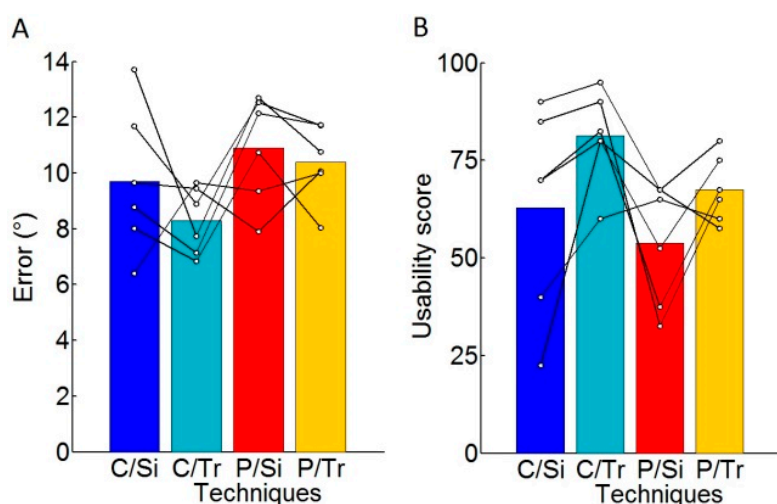 A
Error (°)
14
12
10
8
6
4
2
0
C/Si C/Tr P/Si P/Tr
Techniques
B
Usability score
100
75
50
25
0
C/Si C/Tr P/Si P/Tr
Techniques